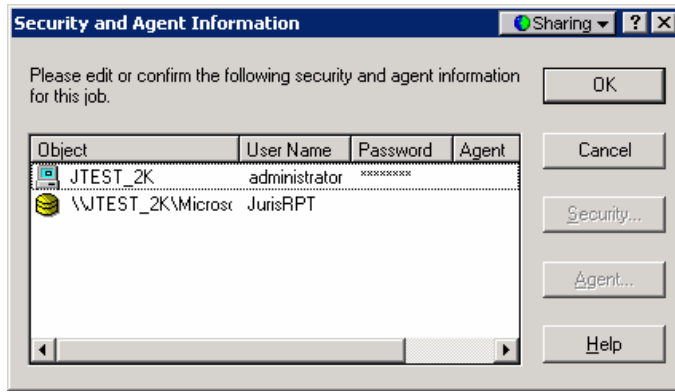 Security and Agent Information Sharing ?
Please edit or confirm the following security and agent information
for this job.
OK
Object User Name Password Agent
Cancel
JTEST_2K administrator ********
\\JTEST_2K\Micros JurisRPT
Security...
Agent...
Help